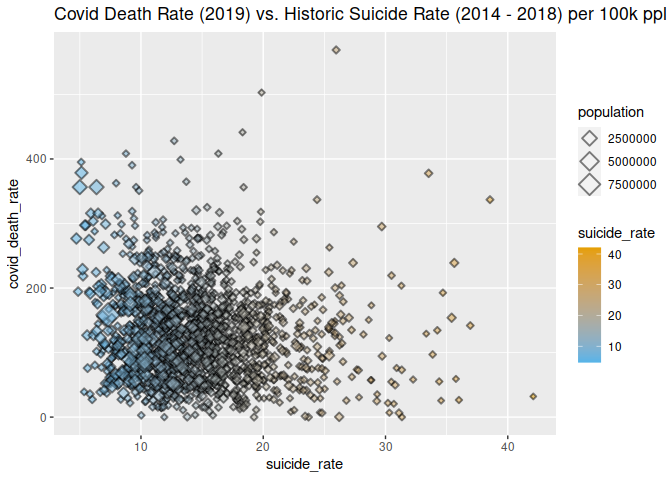 Covid Death Rate (2019) vs. Historic Suicide Rate (2014 - 2018) per 100k ppl
covid_death_rate
400
200
0
10
20
30
40
suicide_rate
population
2500000
5000000
7500000
suicide_rate
40
30
20
10